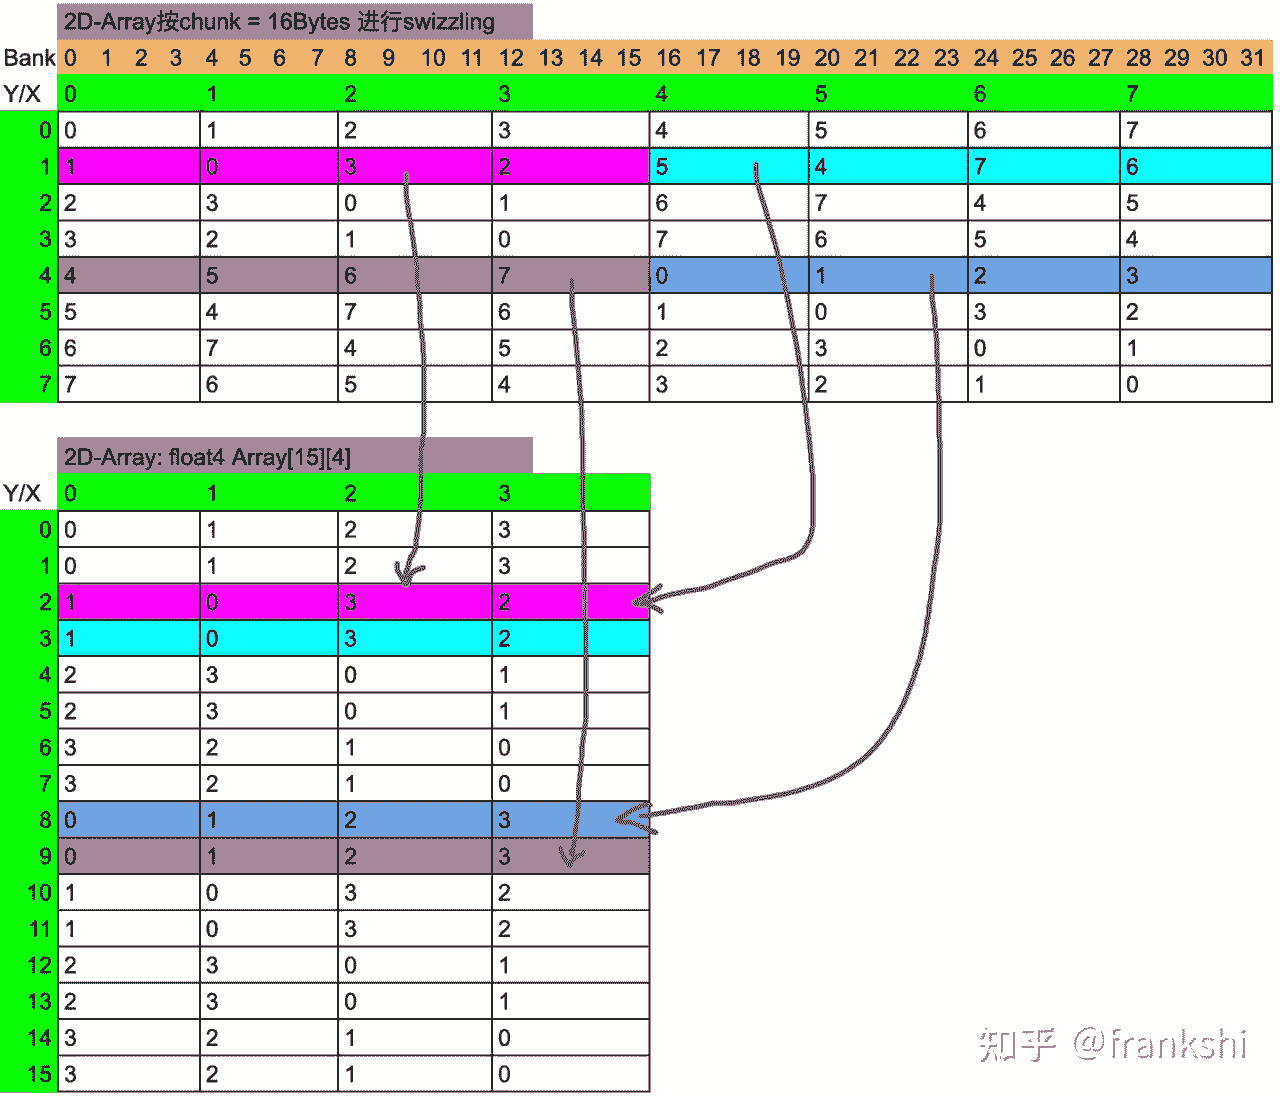 2D-Array按chunk = 16Bytes 进行swizzling
Bank 0 1 2 3 4 5 6 7 8 9 10 11 12 13 14 15 16 17 18 19 20 21 22 23 24 25 26 27 28 29 30 31
Y/X 0 1 2 3 4 5 6 7
0 0 1 2 3 4 5 6 7
1 1 0 3 2 5 4 7 6
2 2 3 0 1 6 7 4 5
3 3 2 1 0 7 6 5 4
4 4 5 6 7 0 1 2 3
5 5 4 7 6 1 0 3 2
6 6 7 4 5 2 3 0 1
7 7 6 5 4 3 2 1 0
2D-Array: float4 Array[15][4]
Y/X 0 1 2 3
0 0 1 2 3
1 0 1 2 3
2 1 0 3 2
3 1 0 3 2
4 2 3 0 1
5 2 3 0 1
6 3 2 1 0
7 3 2 1 0
8 0 1 2 3
9 0 1 2 3
10 1 0 3 2
11 1 0 3 2
12 2 3 0 1
13 2 3 0 1
14 3 2 1 0
15 3 2 1 0
知乎 @frankshi